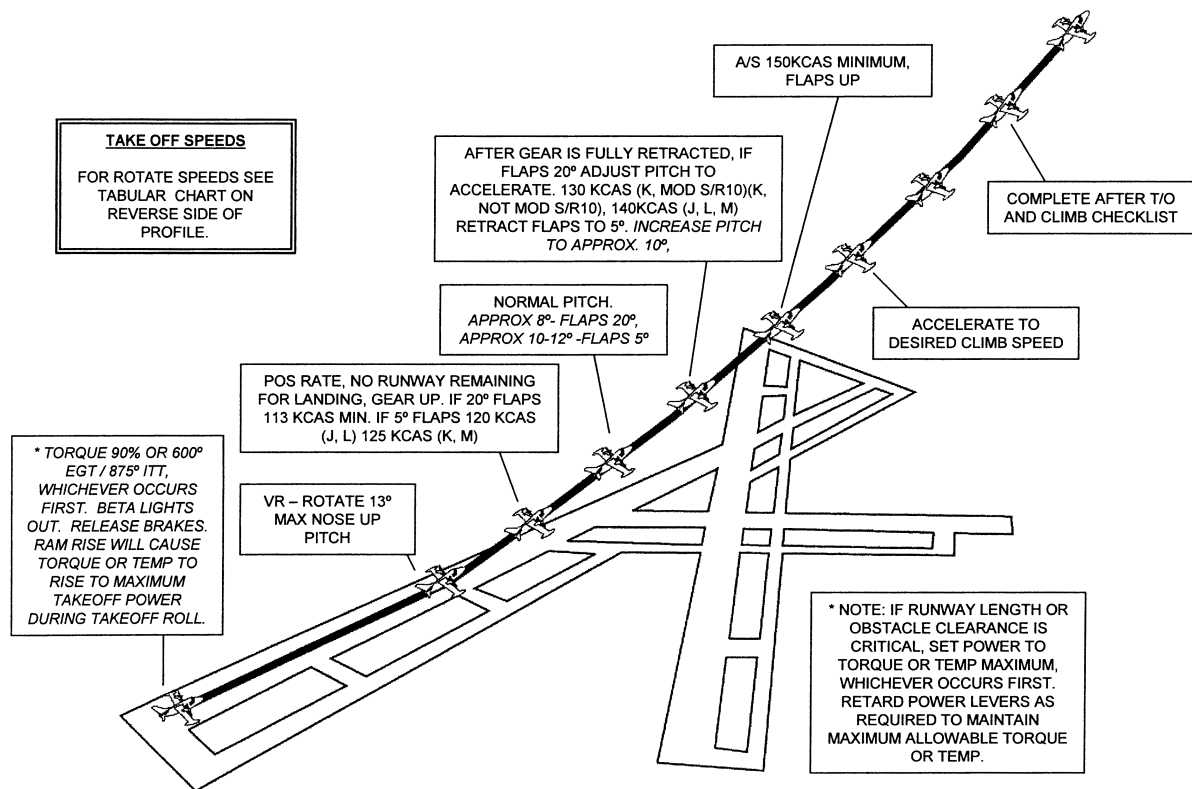 A/S 150KCAS MINIMUM,
FLAPS UP
TAKE OFF SPEEDS
FOR ROTATE SPEEDS SEE
TABULAR CHART ON
REVERSE SIDE OF
PROFILE.
AFTER GEAR IS FULLY RETRACTED, IF
FLAPS 20º ADJUST PITCH TO
ACCELERATE. 130 KCAS (K, MOD S/R10)(K,
NOT MOD S/R10), 140KCAS (J, L, M)
RETRACT FLAPS TO 5º. INCREASE PITCH
TO APPROX. 10º,
COMPLETE AFTER T/O
AND CLIMB CHECKLIST
NORMAL PITCH.
APPROX 8º- FLAPS 20º,
APPROX 10-12º -FLAPS 5º
ACCELERATE TO
DESIRED CLIMB SPEED
POS RATE, NO RUNWAY REMAINING
FOR LANDING, GEAR UP. IF 20º FLAPS
113 KCAS MIN. IF 5º FLAPS 120 KCAS
(J, L) 125 KCAS (K, M)
* TORQUE 90% OR 600º
EGT / 875º ITT,
WHICHEVER OCCURS
FIRST. BETA LIGHTS
OUT. RELEASE BRAKES.
RAM RISE WILL CAUSE
TORQUE OR TEMP TO
RISE TO MAXIMUM
TAKEOFF POWER
DURING TAKEOFF ROLL.
VR – ROTATE 13º
MAX NOSE UP
PITCH
* NOTE: IF RUNWAY LENGTH OR
OBSTACLE CLEARANCE IS
CRITICAL, SET POWER TO
TORQUE OR TEMP MAXIMUM,
WHICHEVER OCCURS FIRST.
RETARD POWER LEVERS AS
REQUIRED TO MAINTAIN
MAXIMUM ALLOWABLE TORQUE
OR TEMP.